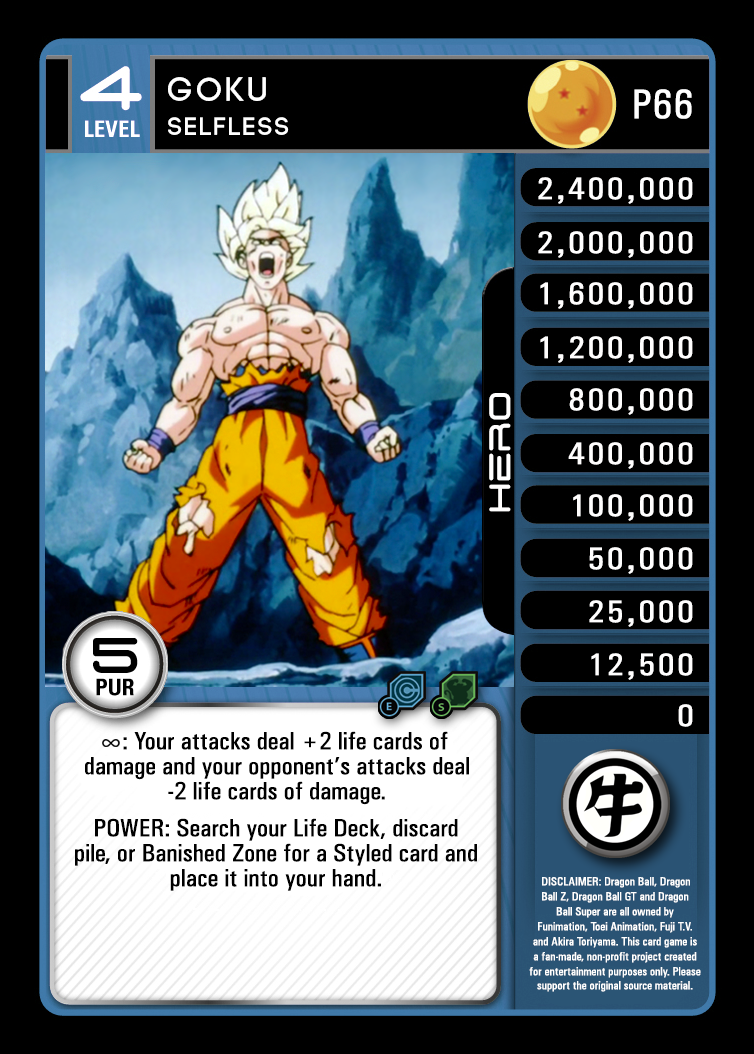 4
LEVEL
GOKU
SELFLESS
P66
2,400,000
2,000,000
1,600,000
1,200,000
800,000
400,000
100,000
50,000
25,000
12,500
0
HERO
5
PUR
E
S
∞: Your attacks deal +2 life cards of
damage and your opponent's attacks deal
-2 life cards of damage.
POWER: Search your Life Deck, discard
pile, or Banished Zone for a Styled card and
place it into your hand.
牛
DISCLAIMER: Dragon Ball, Dragon
Ball Z, Dragon Ball GT and Dragon
Ball Super are all owned by
Funimation, Toei Animation, Fuji T.V.
and Akira Toriyama. This card game is
a fan-made, non-profit project created
for entertainment purposes only. Please
support the original source material.